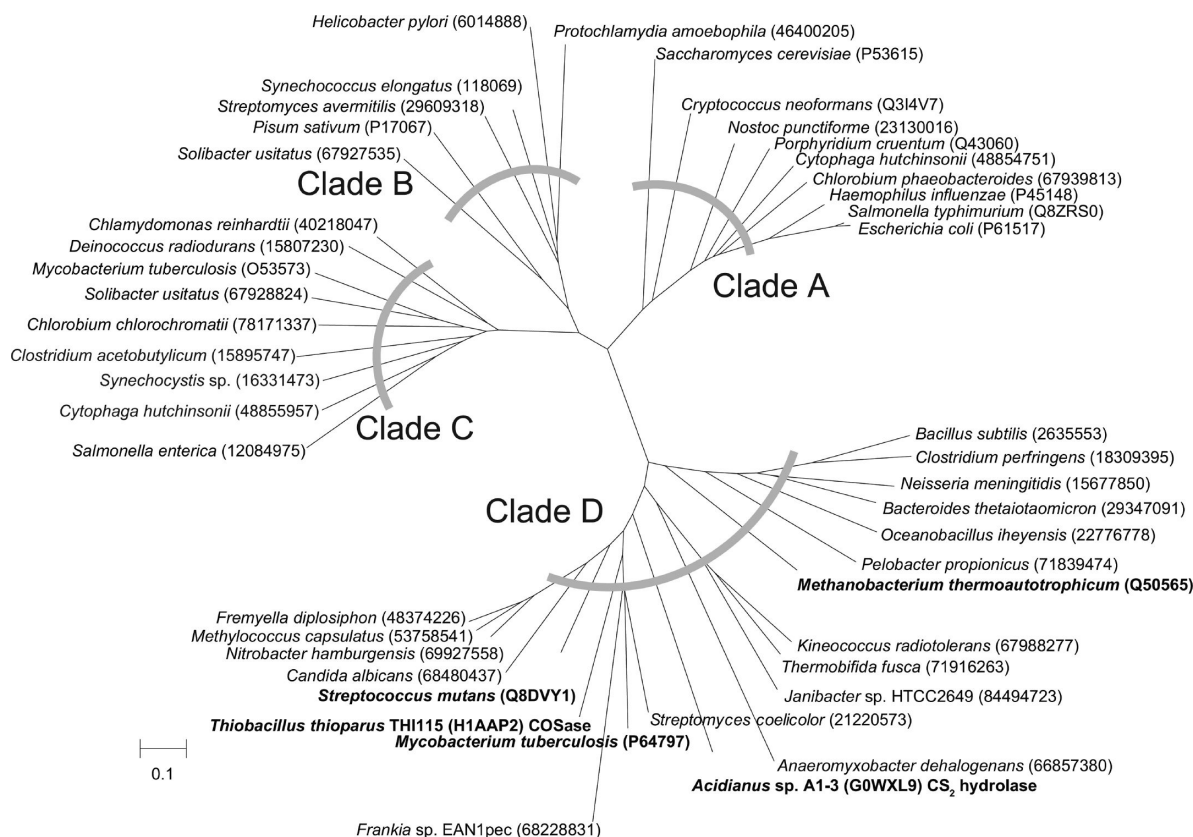 Helicobacter pylori (6014888)
Protochlamydia amoebophila (46400205)
Saccharomyces cerevisiae (P53615)
Synechococcus elongatus (118069)
Streptomyces avermitilis (29609318)
Pisum sativum (P17067)
Solibacter usitatus (67927535)
Clade B
Cryptococcus neoformans (Q3I4V7)
Nostoc punctiforme (23130016)
Porphyridium cruentum (Q43060)
Cytophaga hutchinsonii (48854751)
Chlorobium phaeobacteroides (67939813)
Haemophilus influenzae (P45148)
Salmonella typhimurium (Q8ZRS0)
Escherichia coli (P61517)
Clade A
Chlamydomonas reinhardtii (40218047)
Deinococcus radiodurans (15807230)
Mycobacterium tuberculosis (O53573)
Solibacter usitatus (67928824)
Chlorobium chlorochromatii (78171337)
Clostridium acetobutylicum (15895747)
Synechocystis sp. (16331473)
Cytophaga hutchinsonii (48855957)
Salmonella enterica (12084975)
Clade C
Clade D
Bacillus subtilis (2635553)
Clostridium perfringens (18309395)
Neisseria meningitidis (15677850)
Bacteroides thetaiotaomicron (29347091)
Oceanobacillus iheyensis (22776778)
Pelobacter propionicus (71839474)
Methanobacterium thermoautotrophicum (Q50565)
Fremyella diplosiphon (48374226)
Methylococcus capsulatus (53758541)
Nitrobacter hamburgensis (69927558)
Candida albicans (68480437)
Streptococcus mutans (Q8DVY1)
Thiobacillus thioparus THI115 (H1AAP2) COSase
Mycobacterium tuberculosis (P64797)
Kineococcus radiotolerans (67988277)
Thermobifida fusca (71916263)
Janibacter sp. HTCC2649 (84494723)
Streptomyces coelicolor (21220573)
Anaeromyxobacter dehalogenans (66857380)
Acidianus sp. A1-3 (G0WXL9) CS2 hydrolase
Frankia sp. EAN1pec (68228831)
0.1